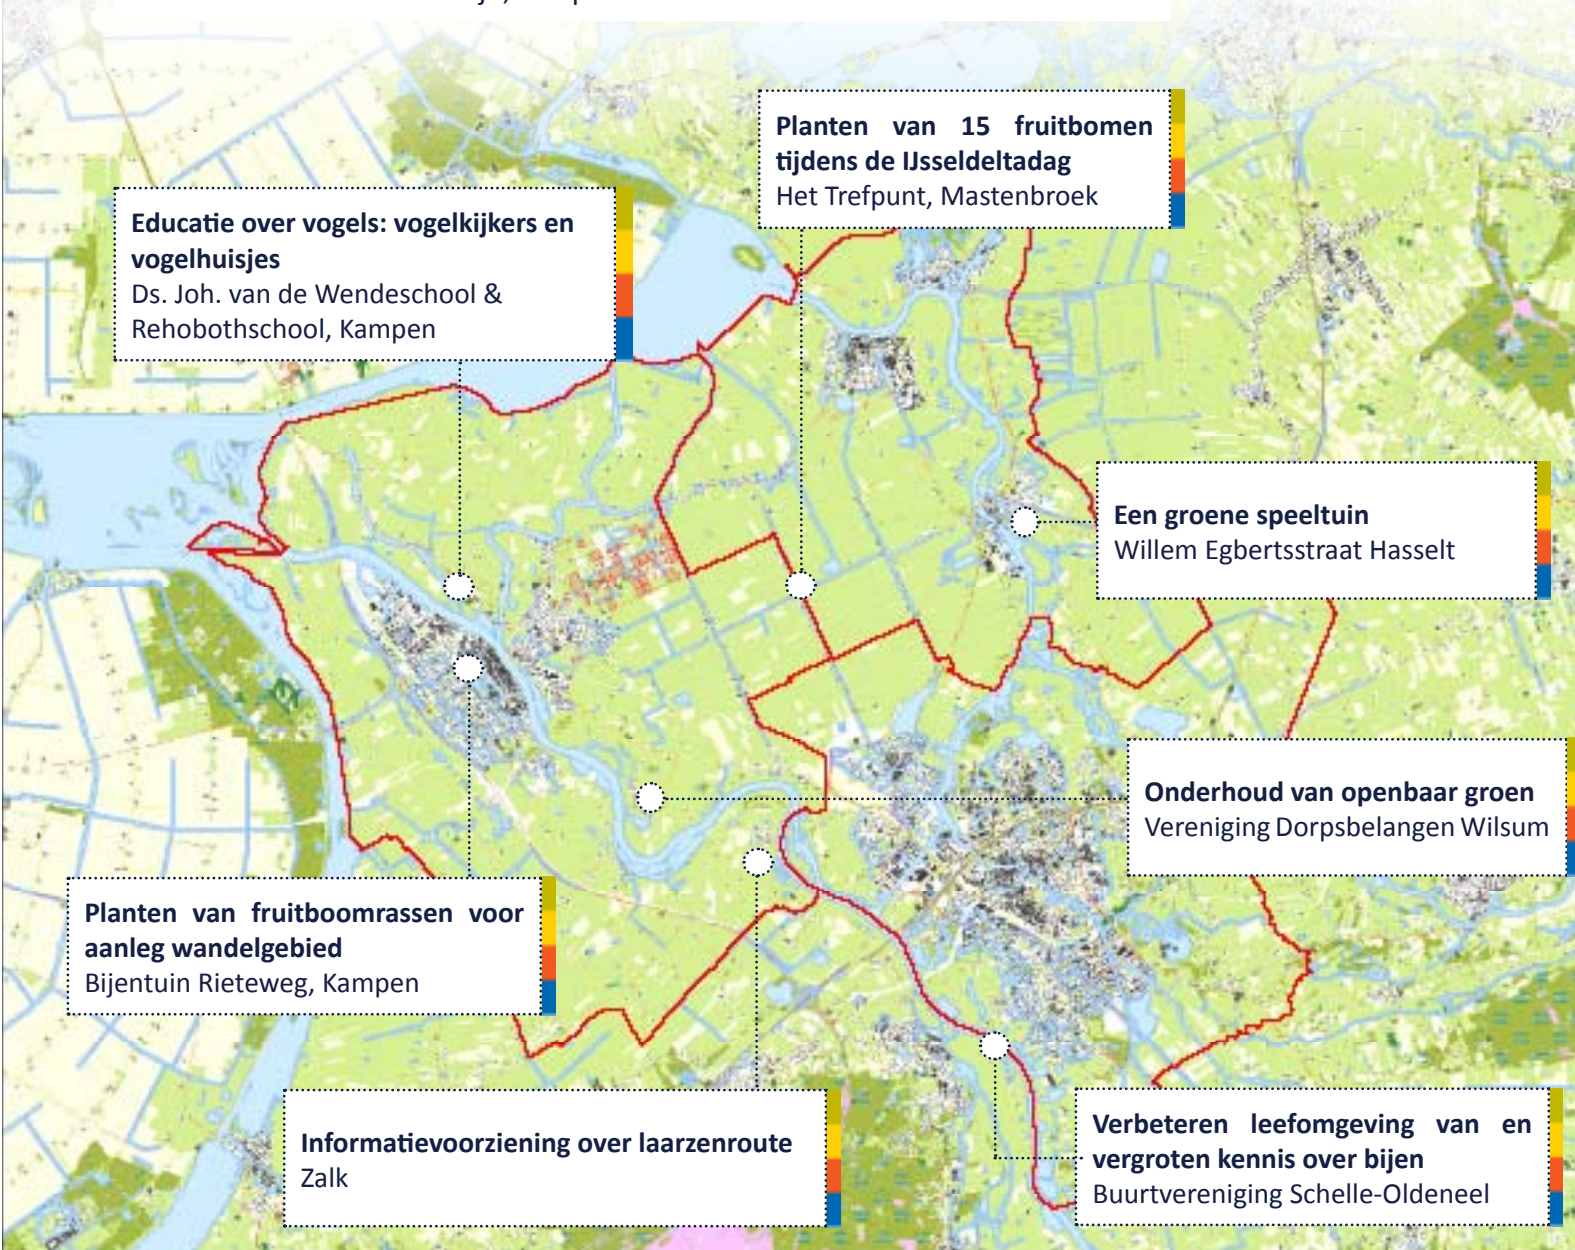 Planten van 15 fruitbomen
tijdens de IJsseldeltadag
Het Trefpunt, Mastenbroek
Educatie over vogels: vogelkijkers en
vogelhuisjes
Ds. Joh. van de Wendeschool &
Rehobothschool, Kampen
Een groene speeltuin
Willem Egbertsstraat Hasselt
Onderhoud van openbaar groen
Vereniging Dorpsbelangen Wilsum
Planten van fruitboomrassen voor
aanleg wandelgebied
Bijentuin Rieteweg, Kampen
Informatievoorziening over laarzenroute
Zalk
Verbeteren leefomgeving van en
vergroten kennis over bijen
Buurtvereniging Schelle-Oldeneel